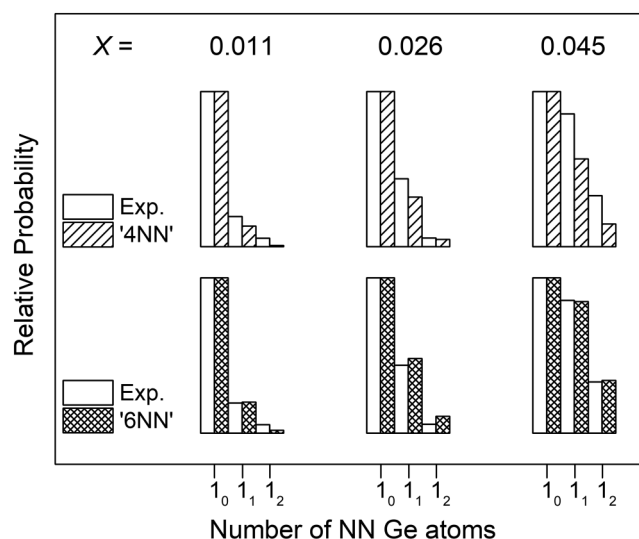 X = 0.011 0.026 0.045
Relative Probability
Exp.
'4NN'
Exp.
'6NN'
1₀ 1₁ 1₂ 1₀ 1₁ 1₂ 1₀ 1₁ 1₂
Number of NN Ge atoms